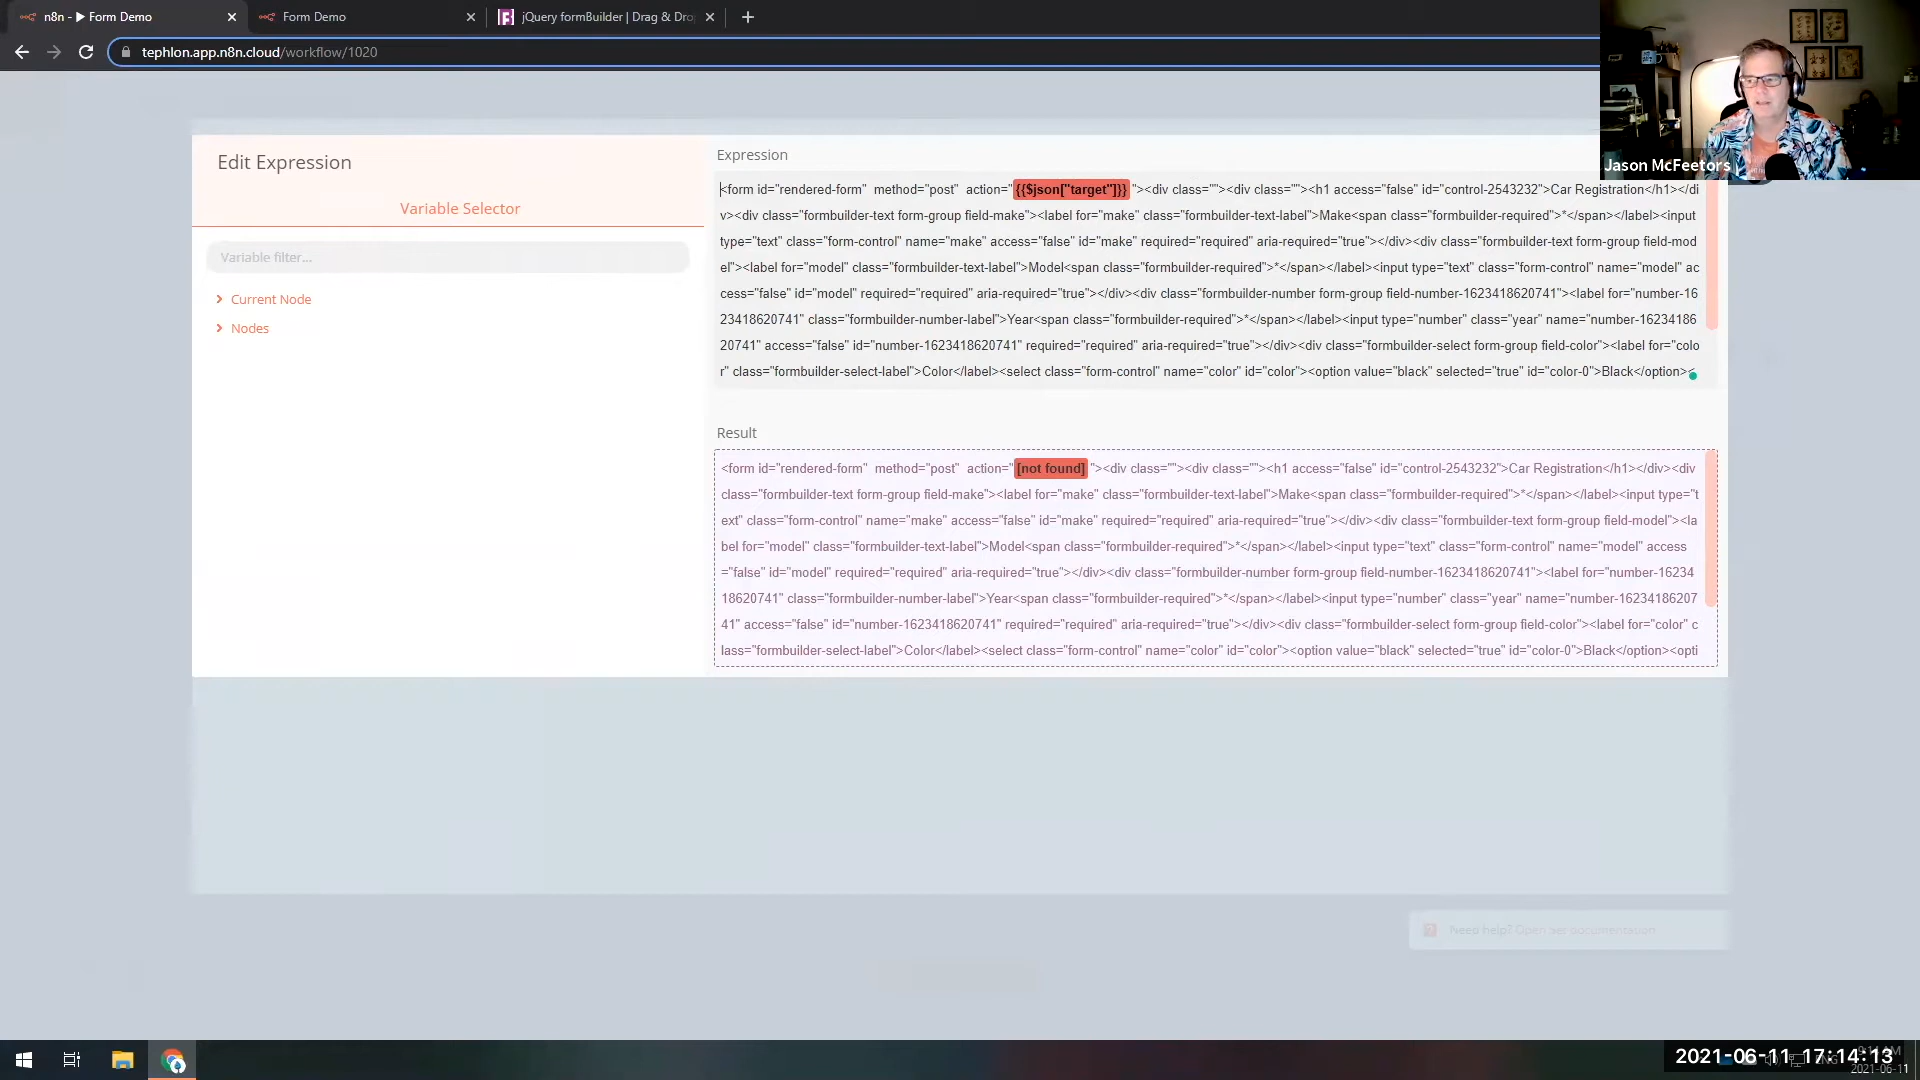 n8n - ▶ Form Demo
Form Demo
jQuery formBuilder | Drag & Dro
tephlon.app.n8n.cloud/workflow/1020
Jason McFeetors
Edit Expression
Variable Selector
Variable filter...
Current Node
Nodes
Expression
<form id="rendered-form"  method="post"  action="{{$json["target"]}} "><div class=""><div class=""><h1 access="false" id="control-2543232">Car Registration</h1></di
v><div class="formbuilder-text form-group field-make"><label for="make" class="formbuilder-text-label">Make<span class="formbuilder-required">*</span></label><input
type="text" class="form-control" name="make" access="false" id="make" required="required" aria-required="true"></div><div class="formbuilder-text form-group field-mod
el"><label for="model" class="formbuilder-text-label">Model<span class="formbuilder-required">*</span></label><input type="text" class="form-control" name="model" ac
cess="false" id="model" required="required" aria-required="true"></div><div class="formbuilder-number form-group field-number-1623418620741"><label for="number-16
23418620741" class="formbuilder-number-label">Year<span class="formbuilder-required">*</span></label><input type="number" class="year" name="number-16234186
20741" access="false" id="number-1623418620741" required="required" aria-required="true"></div><div class="formbuilder-select form-group field-color"><label for="colo
r" class="formbuilder-select-label">Color</label><select class="form-control" name="color" id="color"><option value="black" selected="true" id="color-0">Black</option><
Result
<form id="rendered-form"  method="post"  action="[not found] "><div class=""><div class=""><h1 access="false" id="control-2543232">Car Registration</h1></div><div
class="formbuilder-text form-group field-make"><label for="make" class="formbuilder-text-label">Make<span class="formbuilder-required">*</span></label><input type="t
ext" class="form-control" name="make" access="false" id="make" required="required" aria-required="true"></div><div class="formbuilder-text form-group field-model"><la
bel for="model" class="formbuilder-text-label">Model<span class="formbuilder-required">*</span></label><input type="text" class="form-control" name="model" access
="false" id="model" required="required" aria-required="true"></div><div class="formbuilder-number form-group field-number-1623418620741"><label for="number-16234
18620741" class="formbuilder-number-label">Year<span class="formbuilder-required">*</span></label><input type="number" class="year" name="number-16234186207
41" access="false" id="number-1623418620741" required="required" aria-required="true"></div><div class="formbuilder-select form-group field-color"><label for="color" c
lass="formbuilder-select-label">Color</label><select class="form-control" name="color" id="color"><option value="black" selected="true" id="color-0">Black</option><opti
Need help? Open Set documentation
2021-06-11 17:14:13
2021-06-11